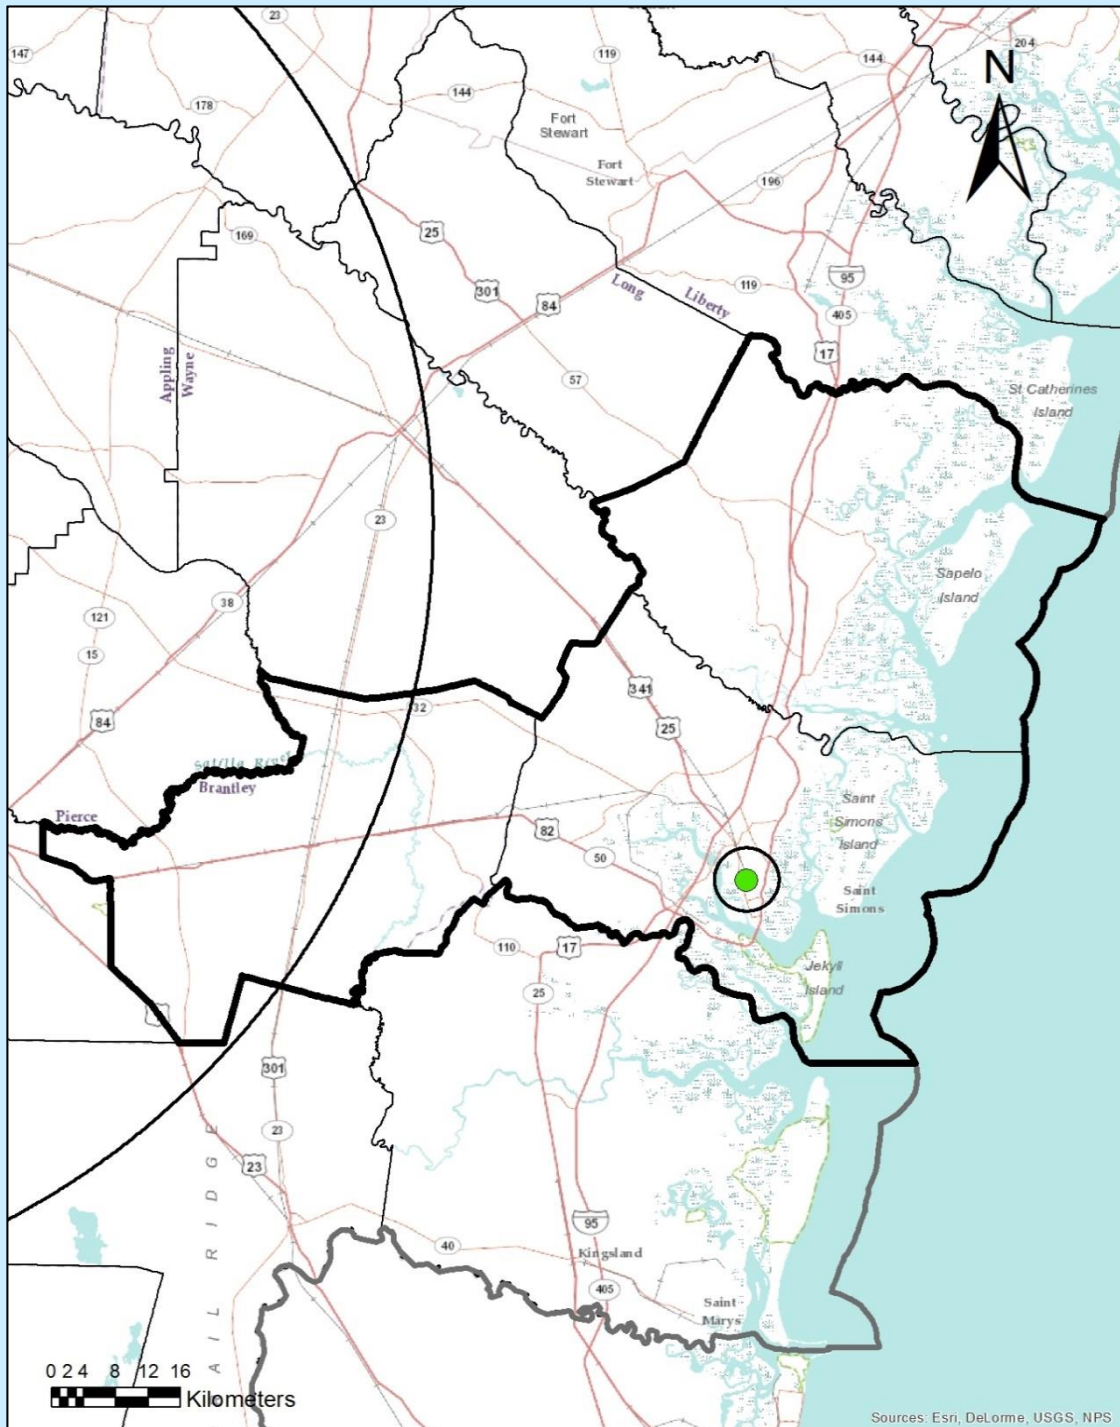 23
147
119
204
144
N
178
144
Fort
Stewart
Fort
Stewart
196
169
25
95
Long
Liberty
119
301
84
405
17
Appling
Wayne
57
St Catherines
Island
23
Sapelo
Island
38
121
15
341
84
32
25
Satilla River
Brantley
Pierce
82
Saint
Simons
Island
50
Saint
Simons
110
17
Jekyll
Island
25
301
23
23
RIDGE
95
40
Kingsland
405
Saint
Marys
0 2 4 8 12 16
Kilometers
Sources: Esri, DeLorme, USGS, NPS